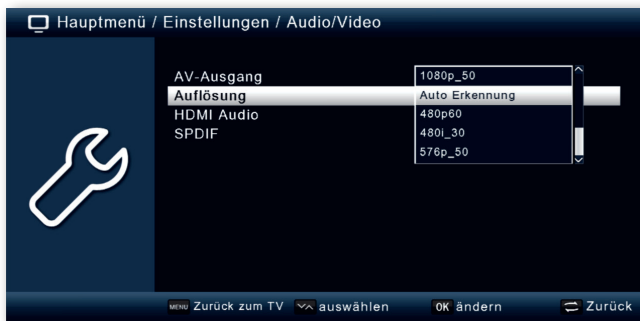 Hauptmenü / Einstellungen / Audio/Video
AV-Ausgang
Auflösung
HDMI Audio
SPDIF
1080p_50
Auto Erkennung
480p60
480i_30
576p_50
MENU Zurück zum TV auswählen OK ändern Zurück